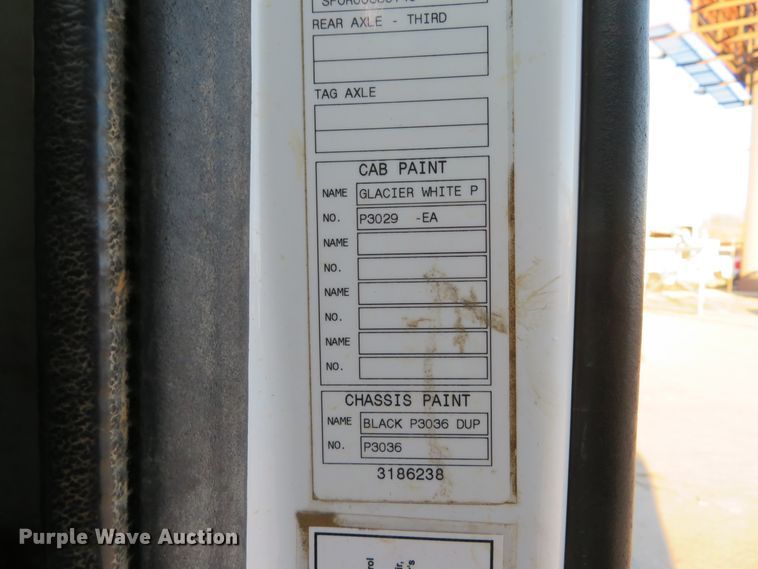 REAR AXLE - THIRD
TAG AXLE
CAB PAINT
NAME GLACIER WHITE P
NO. P3029 -EA
NAME
NO.
NAME
NO.
NAME
NO.
CHASSIS PAINT
NAME BLACK P3036 DUP
NO. P3036
3186238
Purple Wave Auction